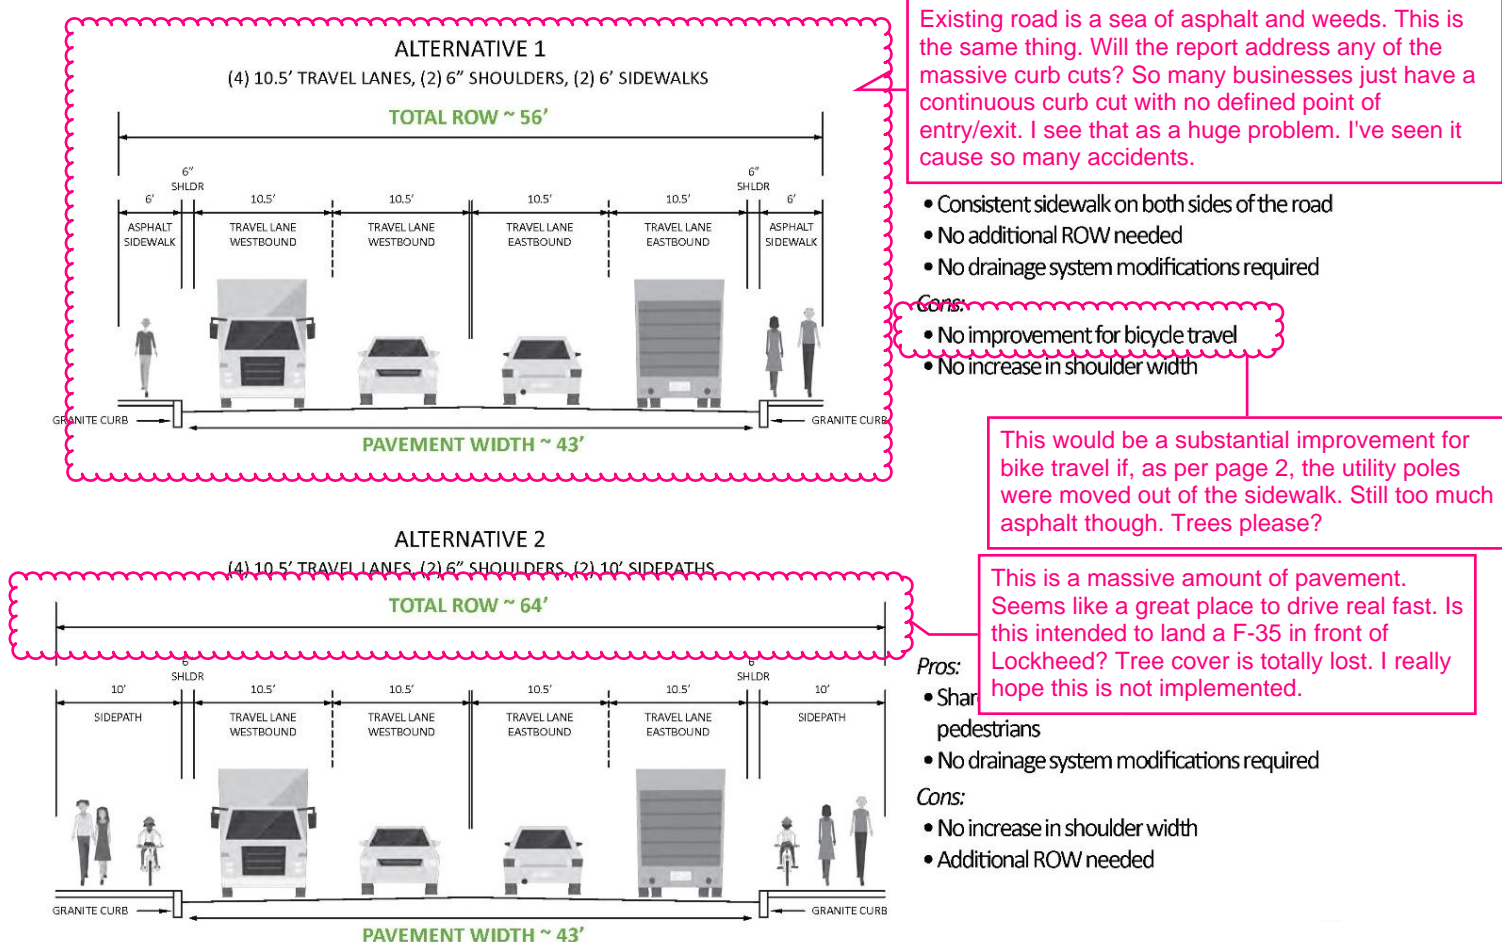 Existing road is a sea of asphalt and weeds. This is
the same thing. Will the report address any of the
massive curb cuts? So many businesses just have a
continuous curb cut with no defined point of
entry/exit. I see that as a huge problem. I've seen it
cause so many accidents.
ALTERNATIVE 1
(4) 10.5' TRAVEL LANES, (2) 6" SHOULDERS, (2) 6' SIDEWALKS
TOTAL ROW ~ 56'
6" SHLDR
6" SHLDR
6' 10.5' 10.5' 10.5' 10.5' 6'
ASPHALT SIDEWALK
TRAVEL LANE WESTBOUND
TRAVEL LANE WESTBOUND
TRAVEL LANE EASTBOUND
TRAVEL LANE EASTBOUND
ASPHALT SIDEWALK
GRANITE CURB
GRANITE CURB
PAVEMENT WIDTH ~ 43'
• Consistent sidewalk on both sides of the road
• No additional ROW needed
• No drainage system modifications required
Cons:
• No improvement for bicycle travel
• No increase in shoulder width
This would be a substantial improvement for
bike travel if, as per page 2, the utility poles
were moved out of the sidewalk. Still too much
asphalt though. Trees please?
ALTERNATIVE 2
(4) 10.5' TRAVEL LANES, (2) 6" SHOULDERS, (2) 10' SIDEPATHS
TOTAL ROW ~ 64'
This is a massive amount of pavement.
Seems like a great place to drive real fast. Is
this intended to land a F-35 in front of
Lockheed? Tree cover is totally lost. I really
hope this is not implemented.
SHLDR
SHLDR
10' 10.5' 10.5' 10.5' 10.5' 10'
SIDEPATH
TRAVEL LANE WESTBOUND
TRAVEL LANE WESTBOUND
TRAVEL LANE EASTBOUND
TRAVEL LANE EASTBOUND
SIDEPATH
GRANITE CURB
GRANITE CURB
PAVEMENT WIDTH ~ 43'
Pros:
• Shar
pedestrians
• No drainage system modifications required
Cons:
• No increase in shoulder width
• Additional ROW needed